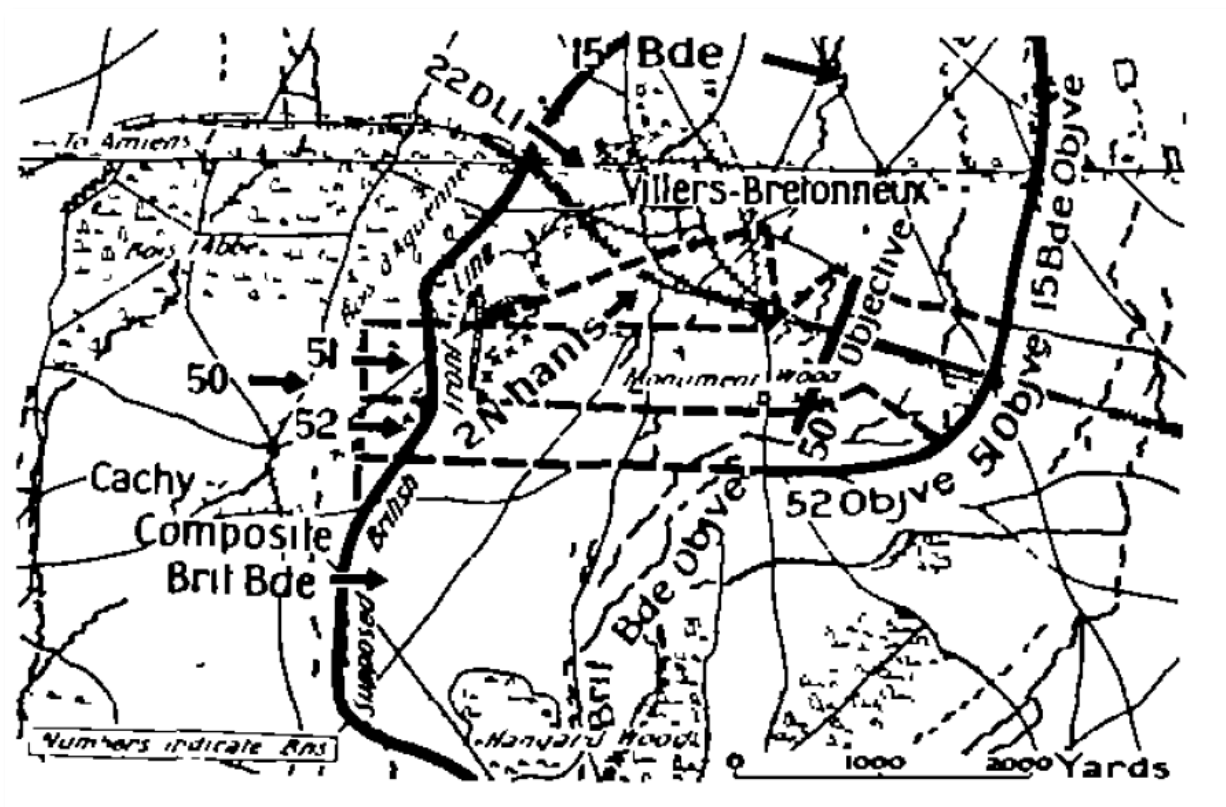 15 Bde
22 DLI
← To Amiens
Villers-Bretonneux
15 Bde Objve
Bois l'Abbe
Bois d'Aquenne
Objective
50
51
50
52
2 N'hants
Monument Wood
51 Objve
52 Objve
Cachy
Composite
Brit Bde
Supposed British Front Line
Brit Bde Objve
Hangard Wood
Numbers indicate Bns
0 1000 2000 Yards